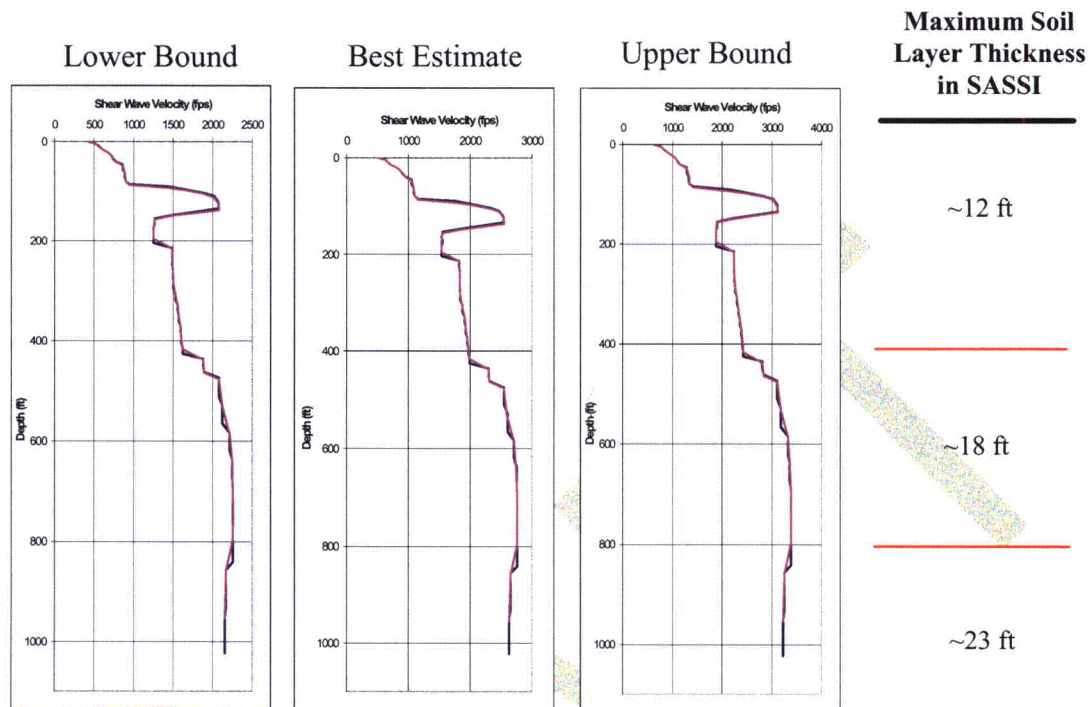 Lower Bound
Shear Wave Velocity (fps)
0 500 1000 1500 2000 2500
0
200
400
600
800
1000
Depth (ft)
Best Estimate
Shear Wave Velocity (fps)
0 1000 2000 3000
0
200
400
600
800
1000
Depth (ft)
Upper Bound
Shear Wave Velocity (fps)
0 1000 2000 3000 4000
0
200
400
600
800
1000
Depth (ft)
Maximum Soil
Layer Thickness
in SASSI
~12 ft
~18 ft
~23 ft